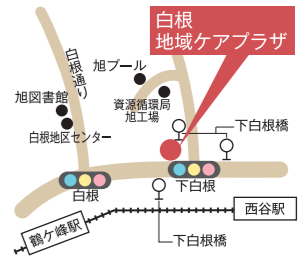 白根
地域ケアプラザ
白根通り
旭プール
旭図書館
資源循環局
旭工場
白根地区センター
下白根橋
白根
下白根
西谷駅
鶴ケ峰駅
下白根橋